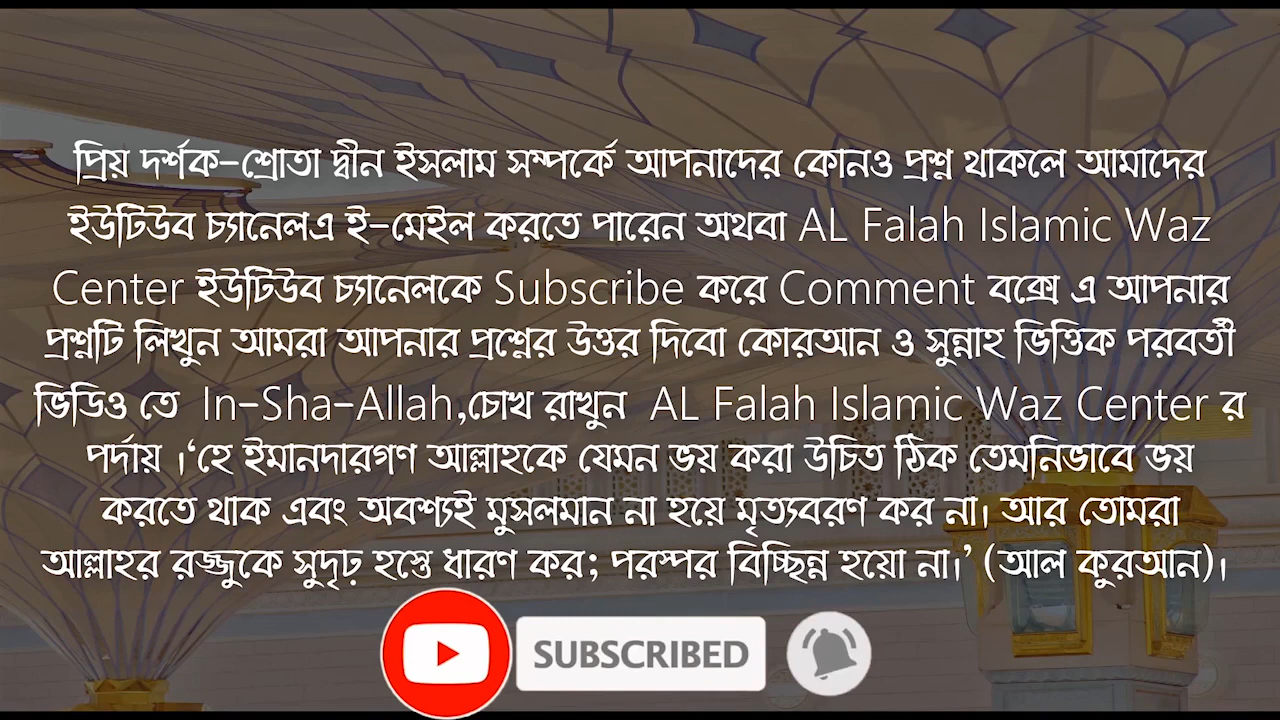 প্রিয় দর্শক-শ্রোতা দ্বীন ইসলাম সম্পর্কে আপনাদের কোনও প্রশ্ন থাকলে আমাদের
ইউটিউব চ্যানেলএ ই-মেইল করতে পারেন অথবা AL Falah Islamic Waz
Center ইউটিউব চ্যানেলকে Subscribe করে Comment বক্সে এ আপনার
প্রশ্নটি লিখুন আমরা আপনার প্রশ্নের উত্তর দিবো কোরআন ও সুন্নাহ ভিত্তিক পরবর্তী
ভিডিও তে In-Sha-Allah,চোখ রাখুন AL Falah Islamic Waz Center র
পর্দায় ।‘হে ইমানদারগণ আল্লাহকে যেমন ভয় করা উচিত ঠিক তেমনিভাবে ভয়
করতে থাক এবং অবশ্যই মুসলমান না হয়ে মৃত্যবরণ কর না। আর তোমরা
আল্লাহর রজ্জুকে সুদৃঢ় হস্তে ধারণ কর; পরস্পর বিচ্ছিন্ন হয়ো না।’ (আল কুরআন)।
SUBSCRIBED